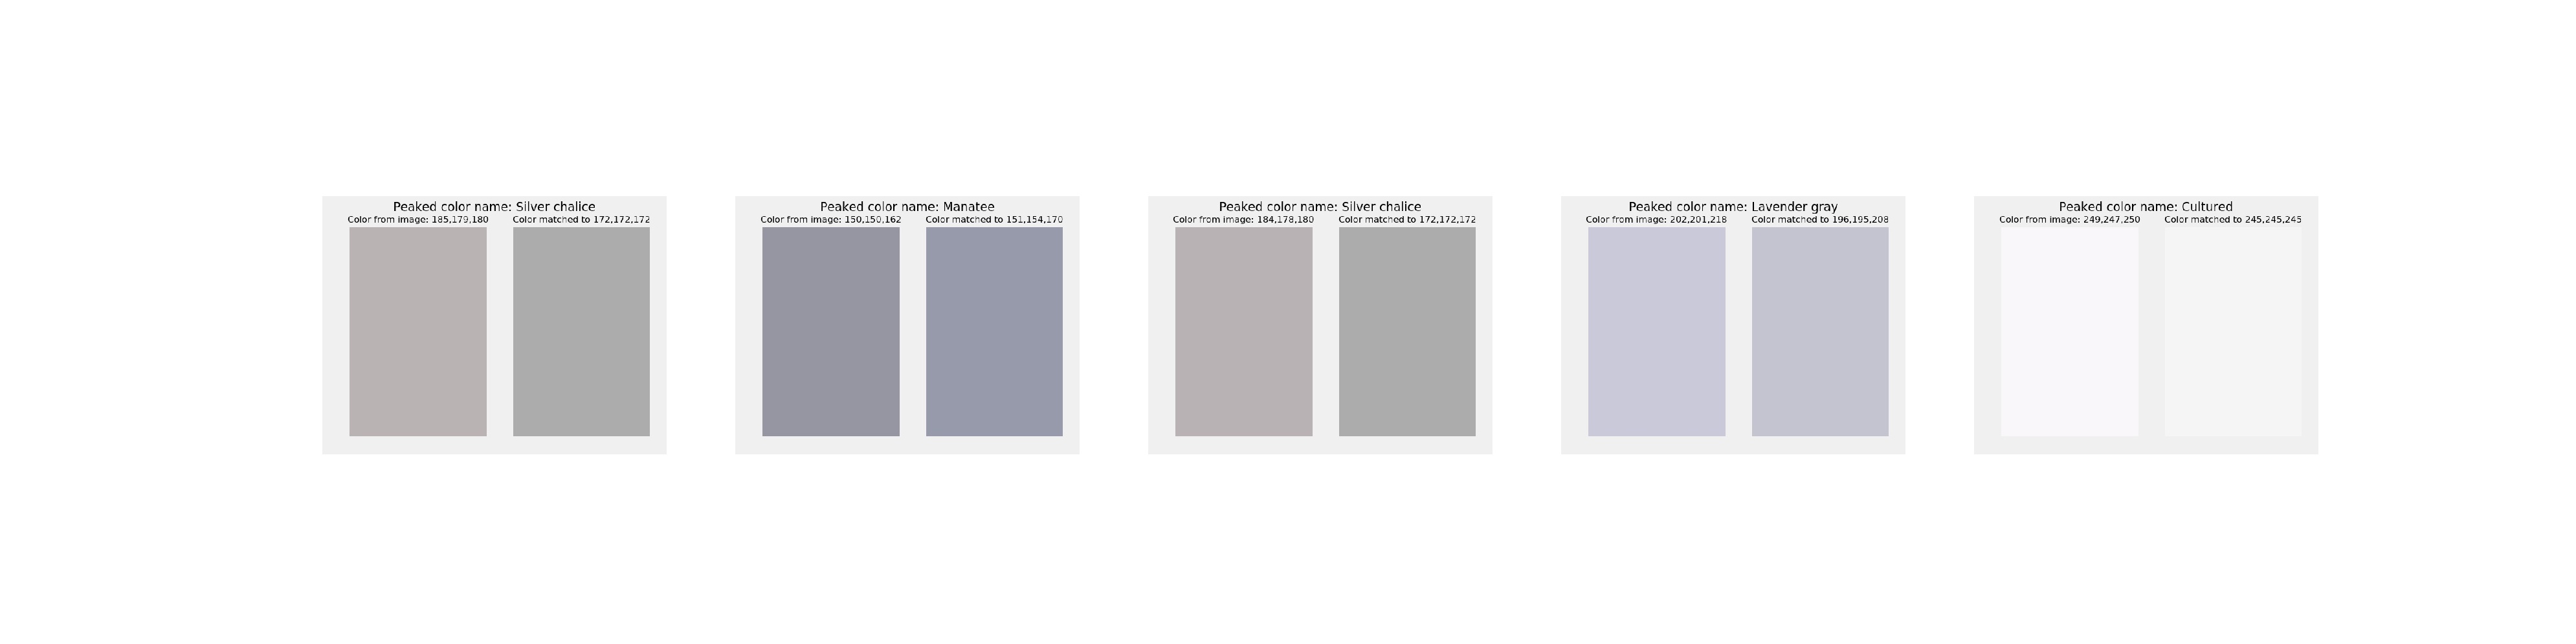 Peaked color name: Silver chalice
Color from image: 185,179,180
Color matched to 172,172,172
Peaked color name: Manatee
Color from image: 150,150,162
Color matched to 151,154,170
Peaked color name: Silver chalice
Color from image: 184,178,180
Color matched to 172,172,172
Peaked color name: Lavender gray
Color from image: 202,201,218
Color matched to 196,195,208
Peaked color name: Cultured
Color from image: 249,247,250
Color matched to 245,245,245